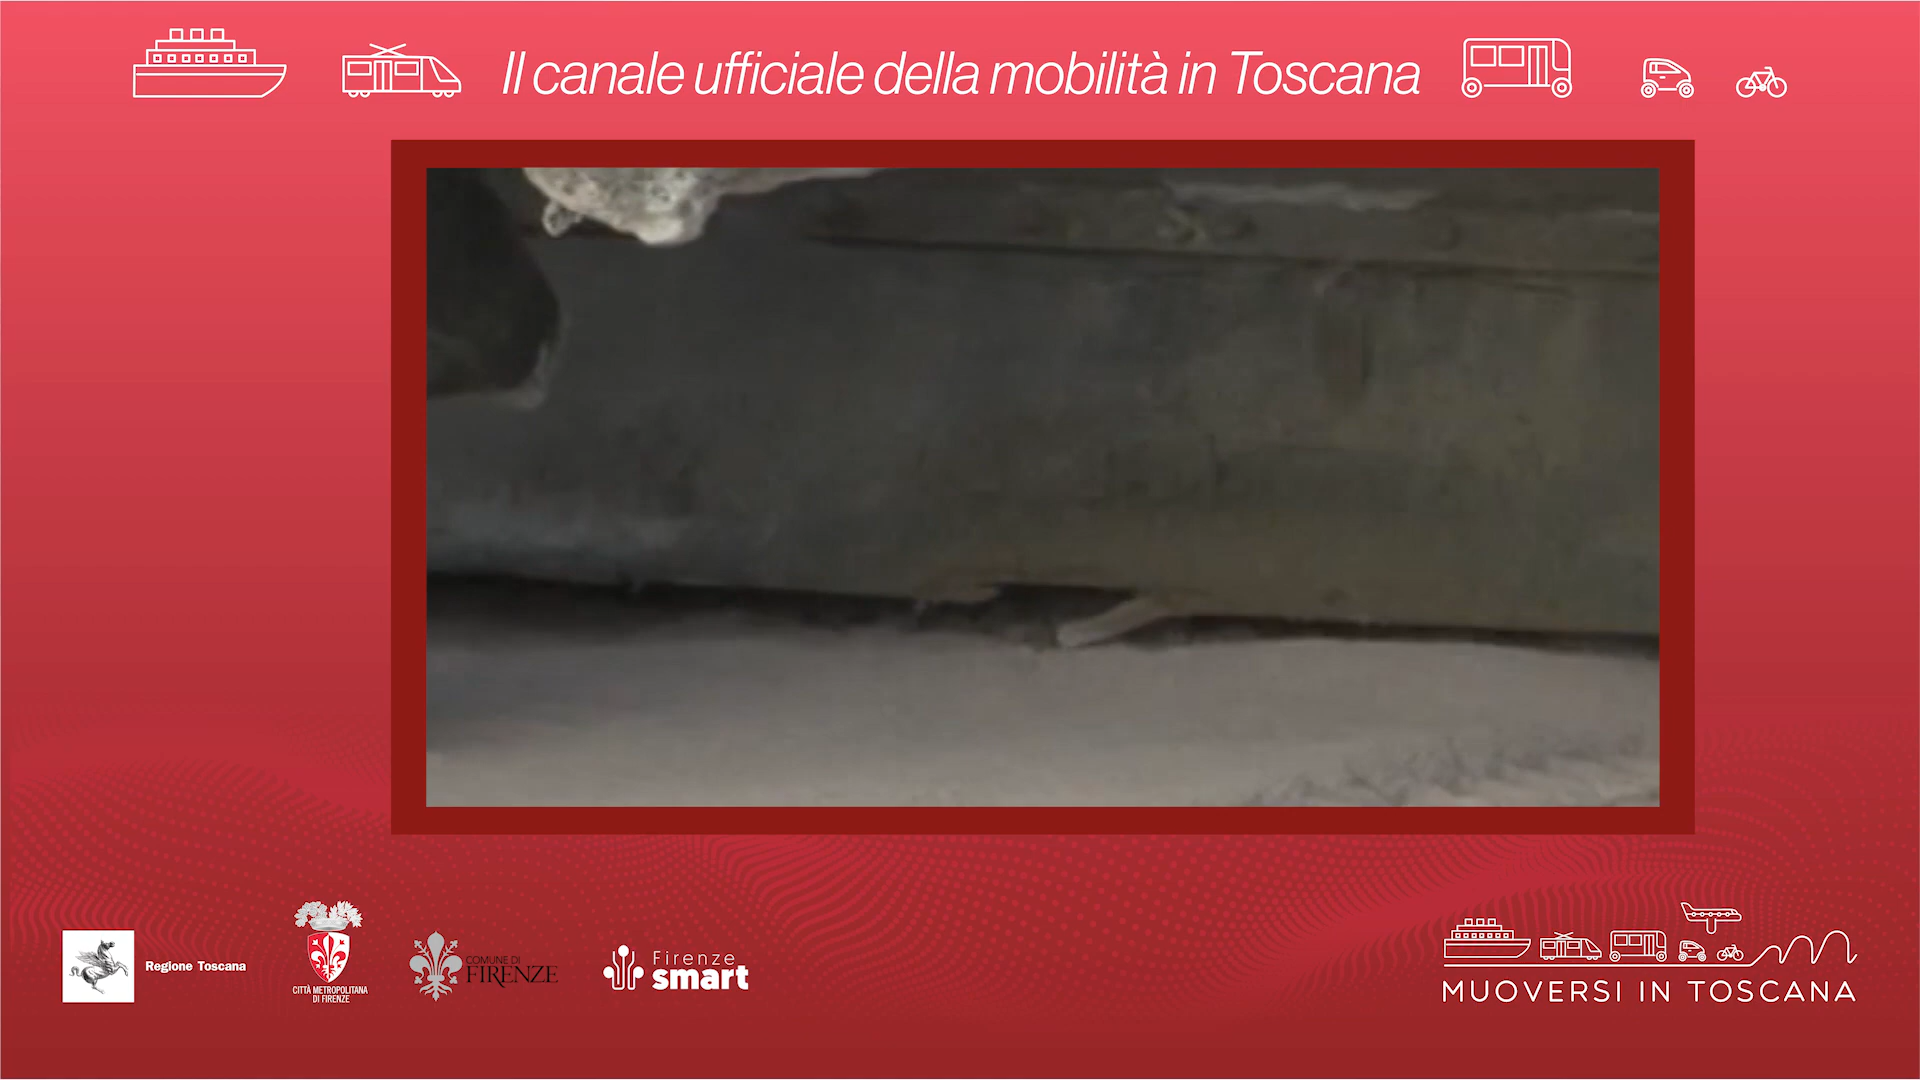 Il canale ufficiale della mobilità in Toscana
Regione Toscana
CITTÀ METROPOLITANA
DI FIRENZE
COMUNE DI
FIRENZE
Firenze
smart
MUOVERSI IN TOSCANA